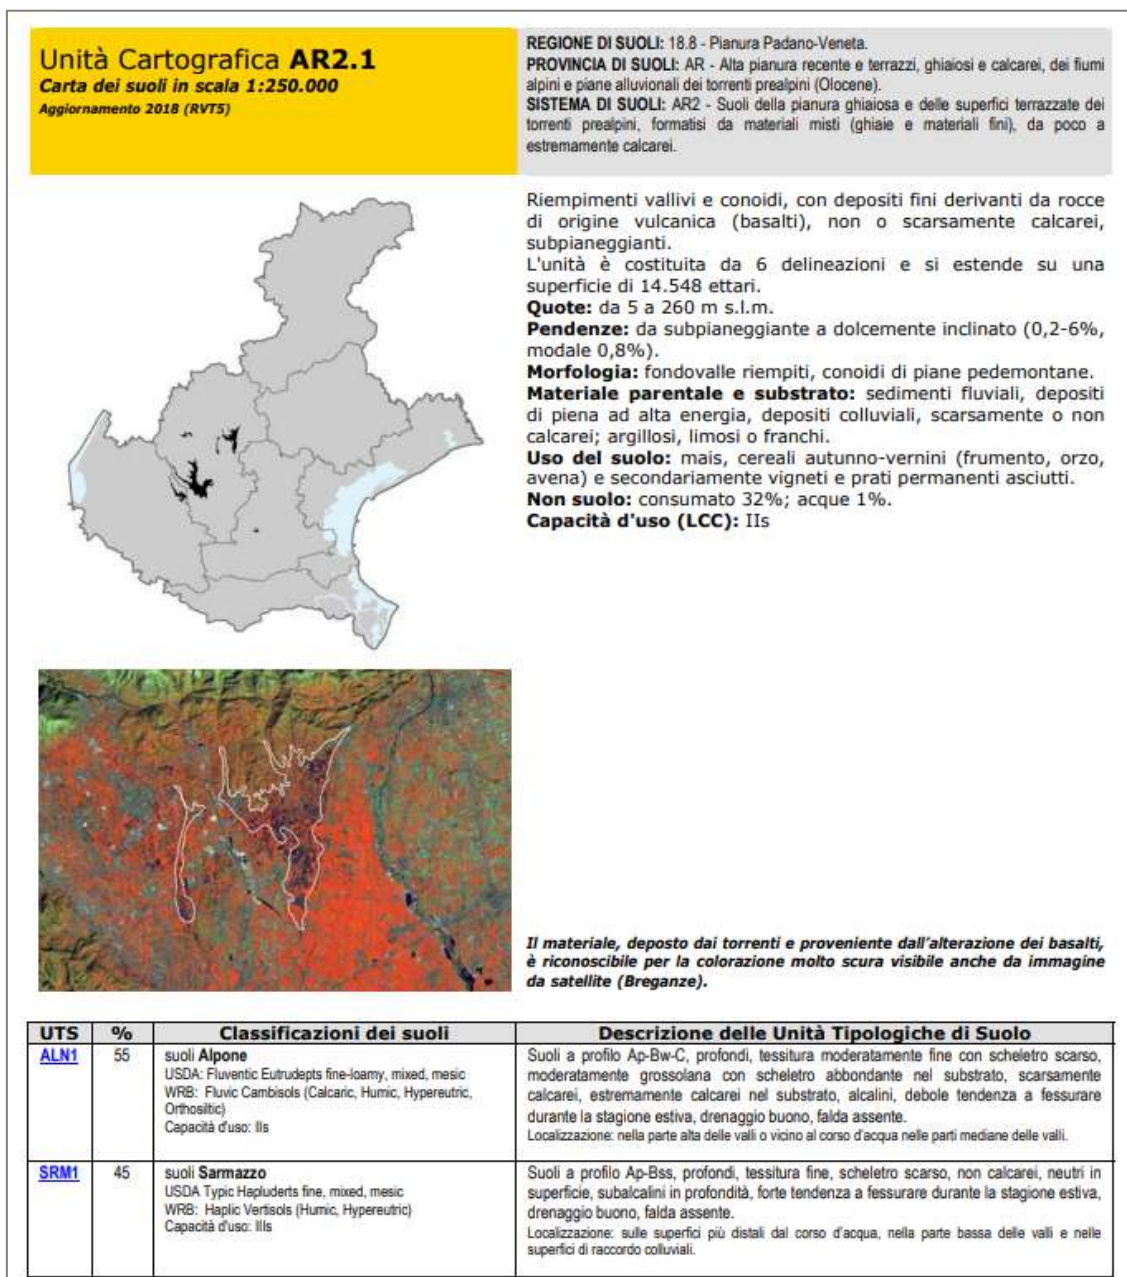 Unità Cartografica AR2.1
Carta dei suoli in scala 1:250.000
Aggiornamento 2018 (RVT5)
REGIONE DI SUOLI: 18.8 - Pianura Padano-Veneta.
PROVINCIA DI SUOLI: AR - Alta pianura recente e terrazzi, ghiaiosi e calcarei, dei fiumi
alpini e piane alluvionali dei torrenti prealpini (Olocene).
SISTEMA DI SUOLI: AR2 - Suoli della pianura ghiaiosa e delle superfici terrazzate dei
torrenti prealpini, formatisi da materiali misti (ghiaie e materiali fini), da poco a
estremamente calcarei.
Riempimenti vallivi e conoidi, con depositi fini derivanti da rocce
di origine vulcanica (basalti), non o scarsamente calcarei,
subpianeggianti.
L'unità è costituita da 6 delineazioni e si estende su una
superficie di 14.548 ettari.
Quote: da 5 a 260 m s.l.m.
Pendenze: da subpianeggiante a dolcemente inclinato (0,2-6%,
modale 0,8%).
Morfologia: fondovalle riempiti, conoidi di piane pedemontane.
Materiale parentale e substrato: sedimenti fluviali, depositi
di piena ad alta energia, depositi colluviali, scarsamente o non
calcarei; argillosi, limosi o franchi.
Uso del suolo: mais, cereali autunno-vernini (frumento, orzo,
avena) e secondariamente vigneti e prati permanenti asciutti.
Non suolo: consumato 32%; acque 1%.
Capacità d'uso (LCC): IIs
Il materiale, deposto dai torrenti e proveniente dall'alterazione dei basalti,
è riconoscibile per la colorazione molto scura visibile anche da immagine
da satellite (Breganze).
UTS % Classificazioni dei suoli Descrizione delle Unità Tipologiche di Suolo
ALN1 55 suoli Alpone
USDA: Fluventic Eutrudepts fine-loamy, mixed, mesic
WRB: Fluvic Cambisols (Calcaric, Humic, Hypereutric,
Orthosiltic)
Capacità d'uso: IIs
Suoli a profilo Ap-Bw-C, profondi, tessitura moderatamente fine con scheletro scarso,
moderatamente grossolana con scheletro abbondante nel substrato, scarsamente
calcarei, estremamente calcarei nel substrato, alcalini, debole tendenza a fessurare
durante la stagione estiva, drenaggio buono, falda assente.
Localizzazione: nella parte alta delle valli o vicino al corso d'acqua nelle parti mediane delle valli.
SRM1 45 suoli Sarmazzo
USDA Typic Hapluderts fine, mixed, mesic
WRB: Haplic Vertisols (Humic, Hypereutric)
Capacità d'uso: IIIs
Suoli a profilo Ap-Bss, profondi, tessitura fine, scheletro scarso, non calcarei, neutri in
superficie, subalcalini in profondità, forte tendenza a fessurare durante la stagione estiva,
drenaggio buono, falda assente.
Localizzazione: sulle superfici più distali dal corso d'acqua, nella parte bassa delle valli e nelle
superfici di raccordo colluviali.